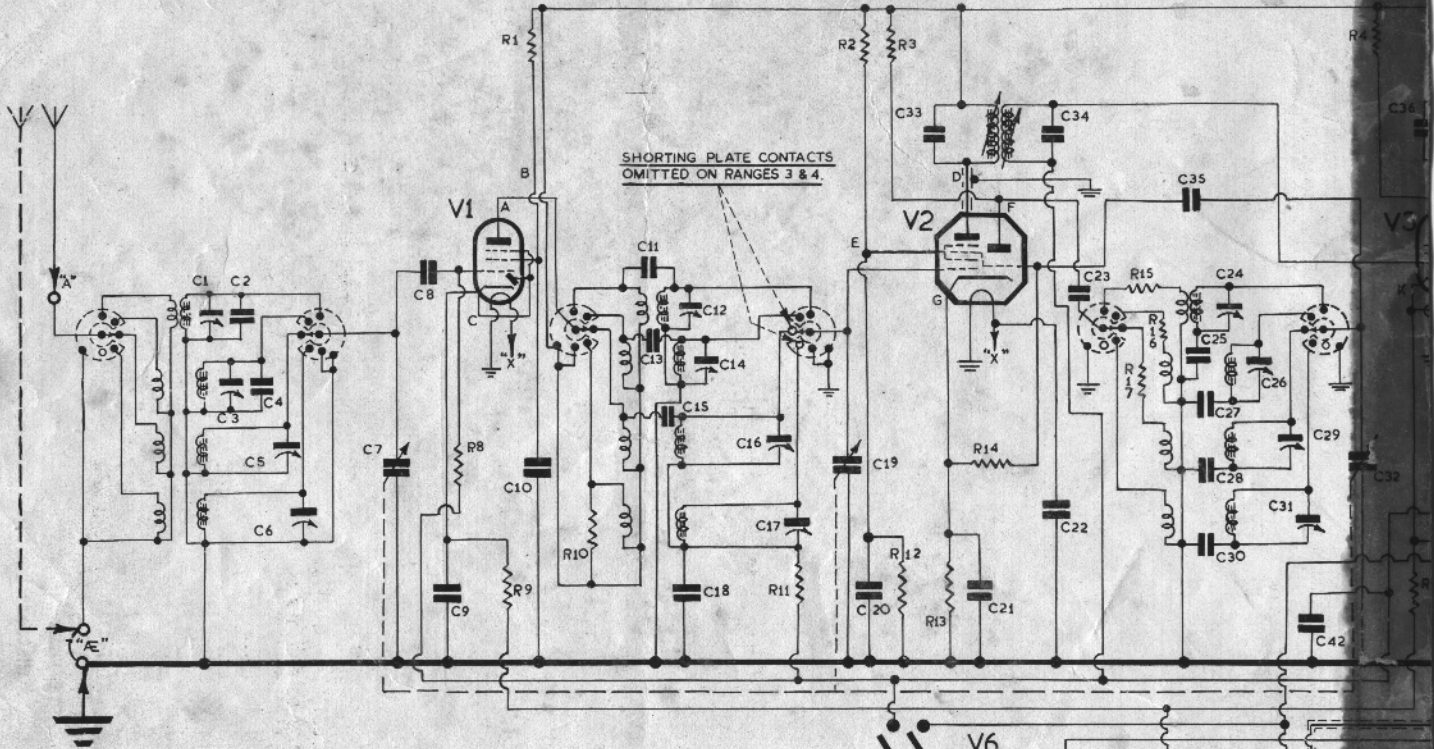 R1
R2
R3
R4
C33
C34
C36
SHORTING PLATE CONTACTS
OMITTED ON RANGES 3 & 4.
B
D
C35
V1
A
F
V2
V3
C11
E
"A"
C1
C2
C8
C12
G
C23
R15
C24
X
C
C13
C14
R16
C25
C26
"X"
"X"
R17
C3
C4
C15
C27
C5
C16
C29
C7
R8
C10
C19
R14
C28
C32
C6
C17
C22
C31
R10
R12
C30
C9
R9
C18
R11
C20
R13
C21
R
"Æ"
C42
V6